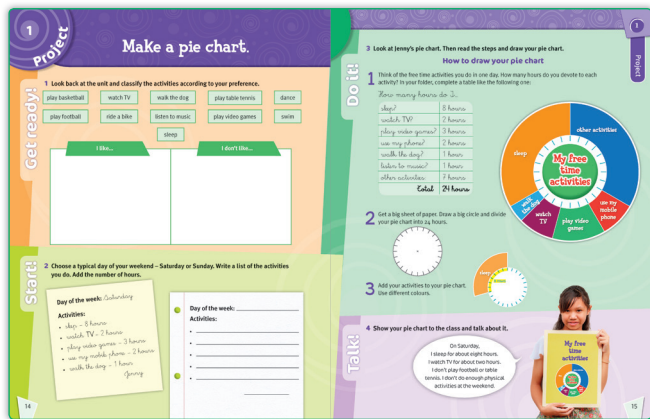 1
Project
Make a pie chart.
Get ready!
1 Look back at the unit and classify the activities according to your preference.
play basketball
watch TV
walk the dog
play table tennis
dance
play football
ride a bike
listen to music
play video games
swim
sleep
I like...
I don't like...
Start!
2 Choose a typical day of your weekend – Saturday or Sunday. Write a list of the activities
you do. Add the number of hours.
Day of the week: Saturday
Activities:
• sleep – 8 hours
• watch TV – 2 hours
• play video games – 3 hours
• use my mobile phone – 2 hours
• walk the dog – 1 hour
Jenny
Day of the week:
Activities:
14
1
Project
Do it!
3 Look at Jenny's pie chart. Then read the steps and draw your pie chart.
How to draw your pie chart
1 Think of the free time activities you do in one day. How many hours do you devote to each
activity? In your folder, complete a table like the following one:
How many hours do I...
sleep? 8 hours
watch TV? 2 hours
play video games? 3 hours
use my phone? 2 hours
walk the dog? 1 hour
listen to music? 1 hour
other activities 7 hours
Total 24 hours
My free
time
activities
sleep
other activities
walk
the dog
watch
TV
play video
games
use my
mobile
phone
2 Get a big sheet of paper. Draw a big circle and divide
your pie chart into 24 hours.
3 Add your activities to your pie chart.
Use different colours.
sleep
8 hours
Talk!
4 Show your pie chart to the class and talk about it.
On Saturday,
I sleep for about eight hours.
I watch TV for about two hours.
I don't play football or table
tennis. I don't do enough physical
activities at the weekend.
My free
time
activities
15